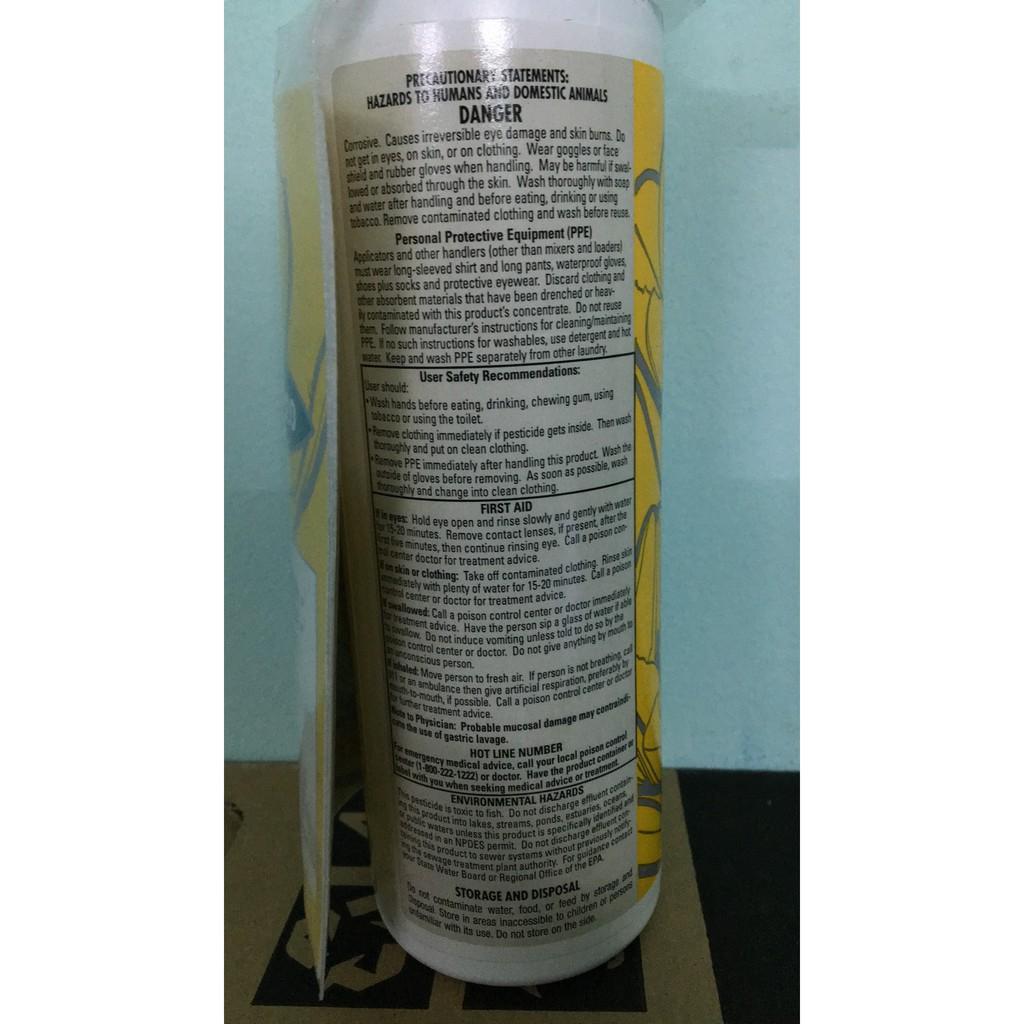 PRECAUTIONARY STATEMENTS:
HAZARDS TO HUMANS AND DOMESTIC ANIMALS
DANGER
Corrosive. Causes irreversible eye damage and skin burns. Do
not get in eyes, on skin, or on clothing. Wear goggles or face
shield and rubber gloves when handling. May be harmful if swal-
lowed or absorbed through the skin. Wash thoroughly with soap
and water after handling and before eating, drinking or using
tobacco. Remove contaminated clothing and wash before reuse.
Personal Protective Equipment (PPE)
Applicators and other handlers (other than mixers and loaders)
must wear long-sleeved shirt and long pants, waterproof gloves,
shoes plus socks and protective eyewear. Discard clothing and
other absorbent materials that have been drenched or heav-
ily contaminated with this product's concentrate. Do not reuse
them. Follow manufacturer's instructions for cleaning/maintaining
PPE. If no such instructions for washables, use detergent and hot
water. Keep and wash PPE separately from other laundry.
User Safety Recommendations:
User should:
• Wash hands before eating, drinking, chewing gum, using
tobacco or using the toilet.
• Remove clothing immediately if pesticide gets inside. Then wash
thoroughly and put on clean clothing.
• Remove PPE immediately after handling this product. Wash the
outside of gloves before removing. As soon as possible, wash
thoroughly and change into clean clothing.
FIRST AID
If in eyes: Hold eye open and rinse slowly and gently with water
for 15-20 minutes. Remove contact lenses, if present, after the
first five minutes, then continue rinsing eye. Call a poison con-
trol center doctor for treatment advice.
If on skin or clothing: Take off contaminated clothing. Rinse skin
immediately with plenty of water for 15-20 minutes. Call a poison
control center or doctor for treatment advice.
If swallowed: Call a poison control center or doctor immediately
for treatment advice. Have the person sip a glass of water if able
to swallow. Do not induce vomiting unless told to do so by the
poison control center or doctor. Do not give anything by mouth to
an unconscious person.
If inhaled: Move person to fresh air. If person is not breathing, call
911 or an ambulance then give artificial respiration, preferably by
mouth-to-mouth, if possible. Call a poison control center or doctor
for further treatment advice.
Note to Physician: Probable mucosal damage may contraindi-
cate the use of gastric lavage.
HOT LINE NUMBER
For emergency medical advice, call your local poison control
center (1-800-222-1222) or doctor. Have the product container or
label with you when seeking medical advice or treatment.
ENVIRONMENTAL HAZARDS
This pesticide is toxic to fish. Do not discharge effluent contain-
ing this product into lakes, streams, ponds, estuaries, oceans,
or public waters unless this product is specifically identified and
addressed in an NPDES permit. Do not discharge effluent con-
taining this product to sewer systems without previously notify-
ing the sewage treatment plant authority. For guidance contact
your State Water Board or Regional Office of the EPA.
STORAGE AND DISPOSAL
Do not contaminate water, food, or feed by storage and
Disposal. Store in areas inaccessible to children or persons
unfamiliar with its use. Do not store on the side.